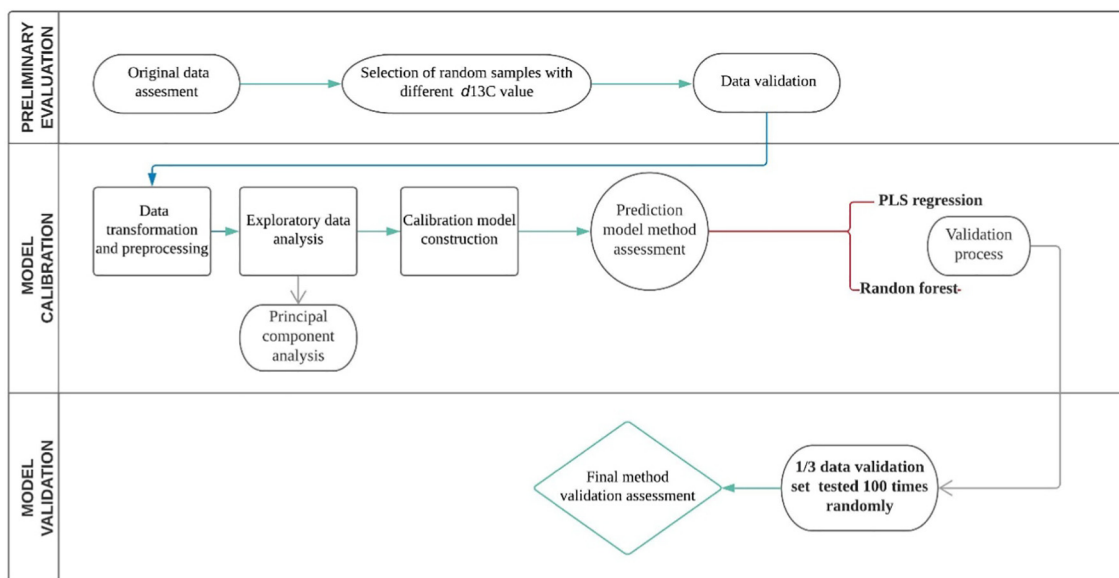 PRELIMINARY
EVALUATION
Original data
assesment
Selection of random samples with
different d13C value
Data validation
MODEL
CALIBRATION
Data
transformation
and preprocessing
Exploratory data
analysis
Calibration model
construction
Prediction
model method
assessment
PLS regression
Randon forest
Validation
process
Principal
component
analysis
MODEL
VALIDATION
Final method
validation assessment
1/3 data validation
set tested 100 times
randomly